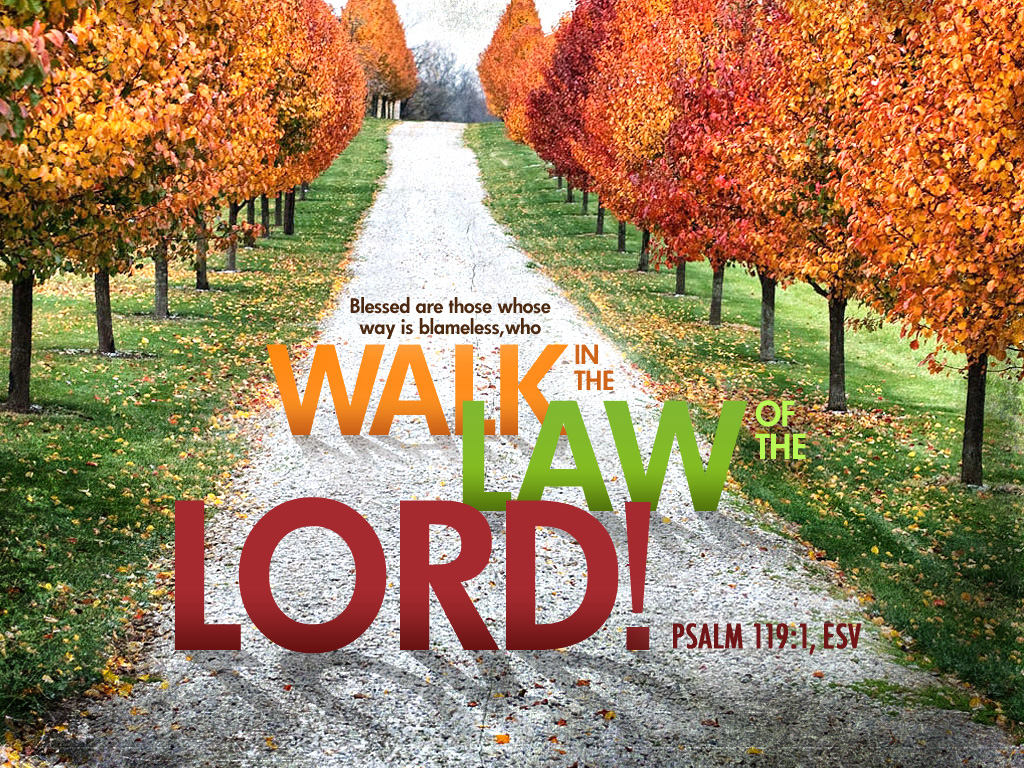 Blessed are those whose
way is blameless,who
WALK IN THE
LAW OF THE
LORD!
PSALM 119:1, ESV